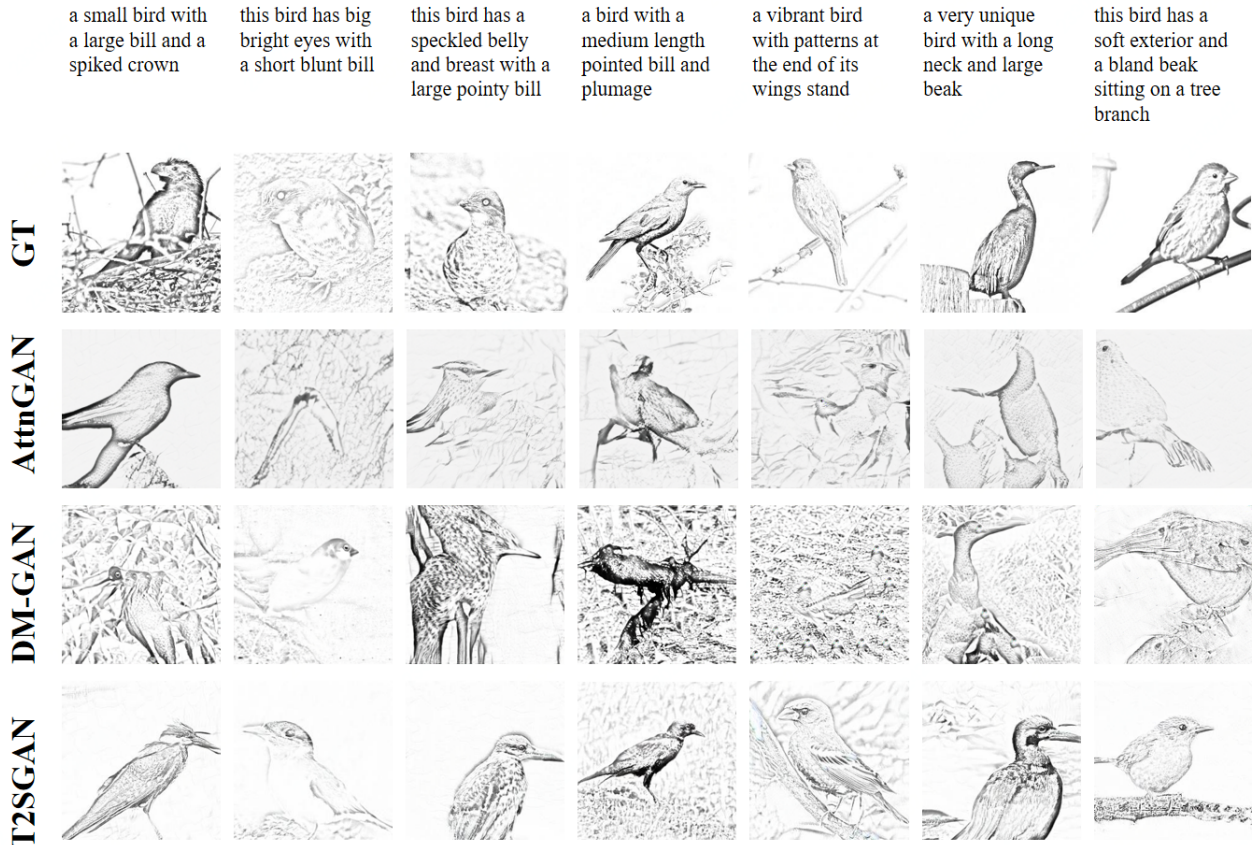 a small bird with
a large bill and a
spiked crown
this bird has big
bright eyes with
a short blunt bill
this bird has a
speckled belly
and breast with a
large pointy bill
a bird with a
medium length
pointed bill and
plumage
a vibrant bird
with patterns at
the end of its
wings stand
a very unique
bird with a long
neck and large
beak
this bird has a
soft exterior and
a bland beak
sitting on a tree
branch
GT
AttnGAN
DM-GAN
T2SGAN